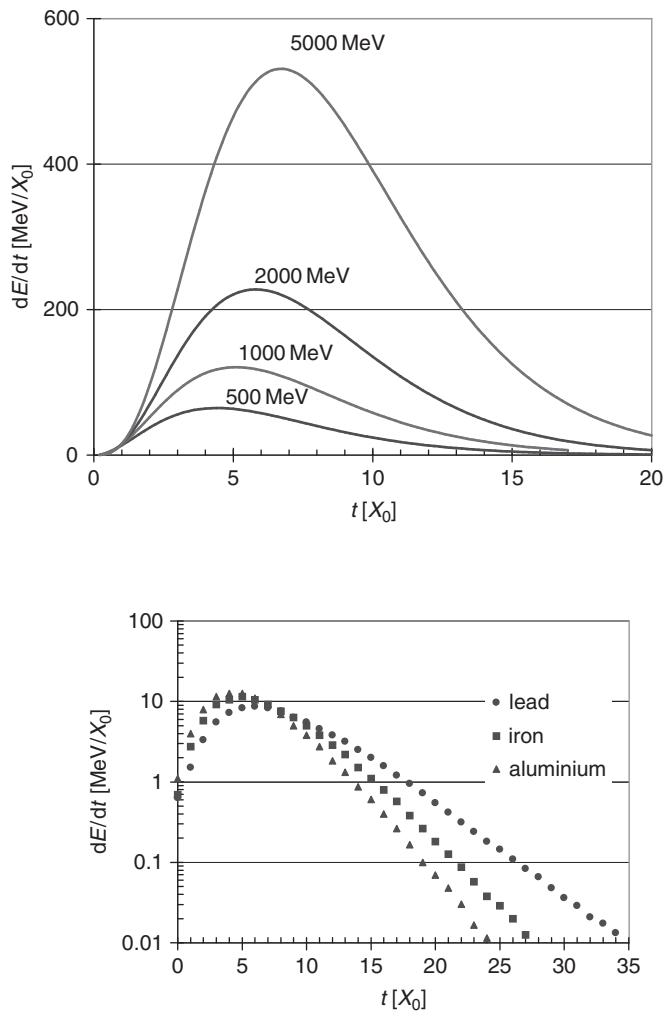 600
5000 MeV
400
dE/dt [MeV/X₀]
2000 MeV
200
1000 MeV
500 MeV
0
0 5 10 15 20
t [X₀]
100
lead
10
iron
dE/dt [MeV/X₀]
aluminium
1
0.1
0.01
0 5 10 15 20 25 30 35
t [X₀]